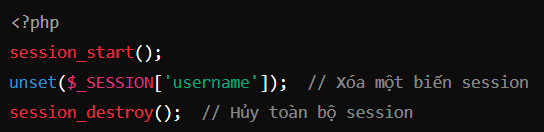 <?php
session_start();
unset($_SESSION['username']);  // Xóa một biến session
session_destroy();  // Hủy toàn bộ session